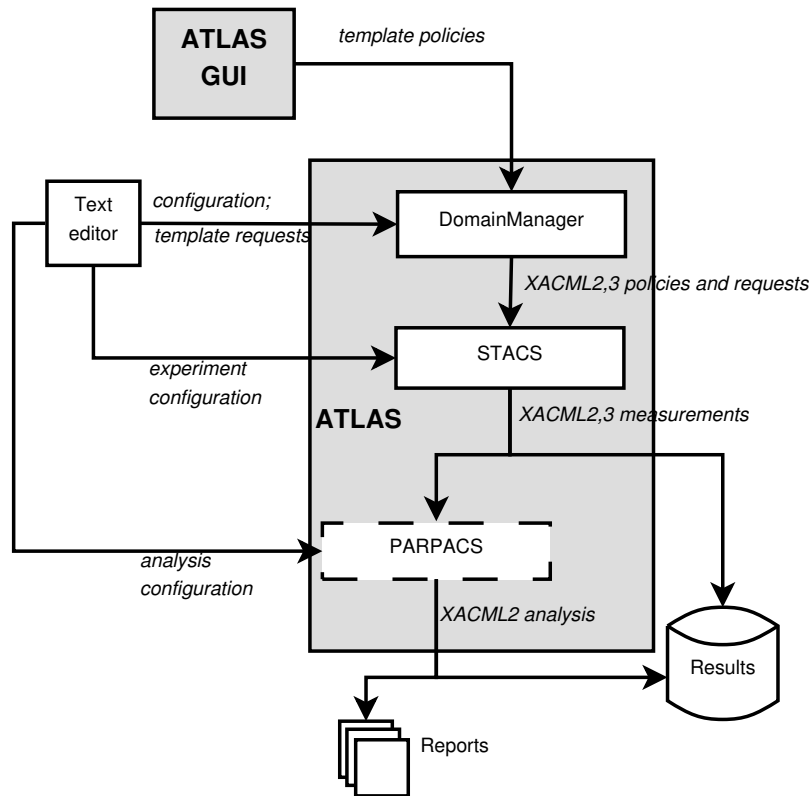 ATLAS
GUI
template policies
Text
editor
configuration;
template requests
DomainManager
XACML2,3 policies and requests
STACS
experiment
configuration
ATLAS
XACML2,3 measurements
PARPACS
analysis
configuration
XACML2 analysis
Results
Reports